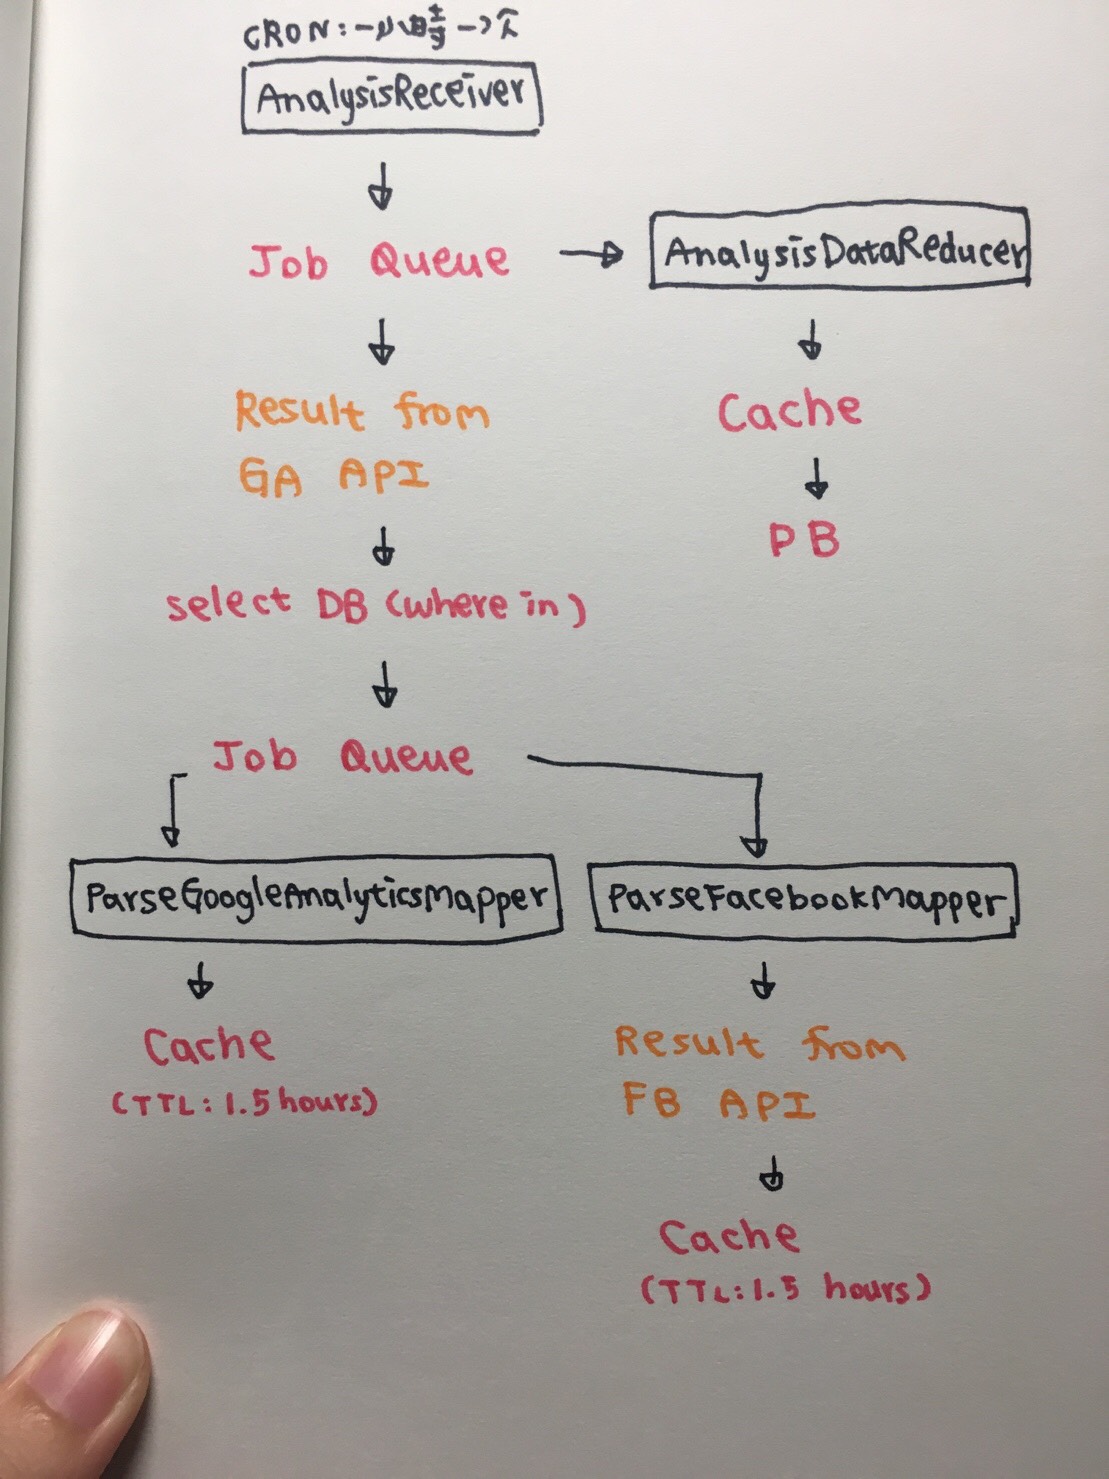 CRON: 一小時一次
AnalysisReceiver
Job Queue
AnalysisDataReducer
Result from
GA API
Cache
DB
select DB (where in)
Job Queue
ParseGoogleAnalyticsMapper
ParseFacebookMapper
Cache
(TTL: 1.5 hours)
Result from
FB API
Cache
(TTL: 1.5 hours)